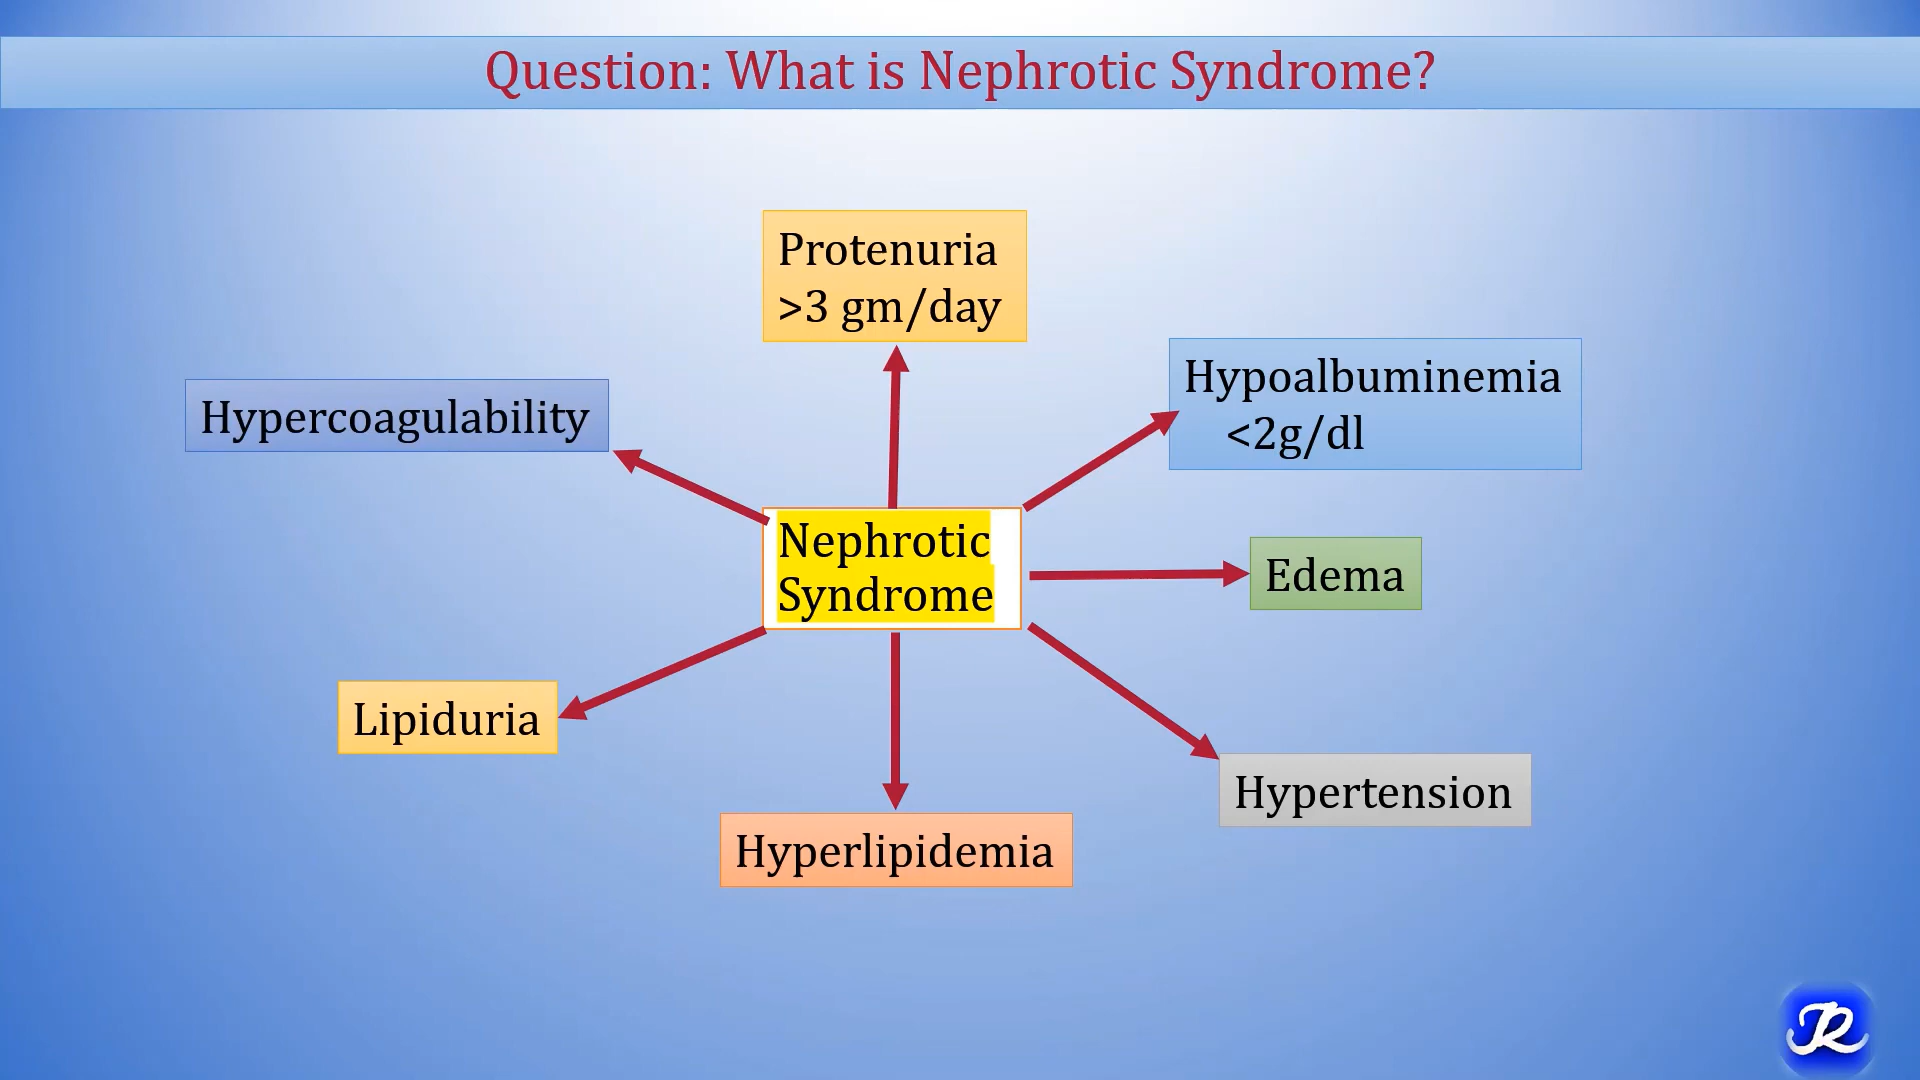 Question: What is Nephrotic Syndrome?
Protenuria
>3 gm/day
Hypoalbuminemia
<2g/dl
Hypercoagulability
Nephrotic
Syndrome
Edema
Lipiduria
Hypertension
Hyperlipidemia
JR